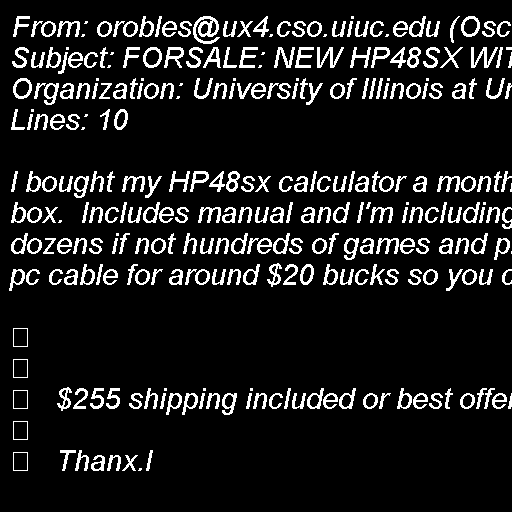 From: orobles@ux4.cso.uiuc.edu (Osc
Subject: FORSALE: NEW HP48SX WIT
Organization: University of Illinois at Ur
Lines: 10

I bought my HP48sx calculator a month
box.  Includes manual and I'm including
dozens if not hundreds of games and p
pc cable for around $20 bucks so you c

$255 shipping included or best offer
Thanx.I